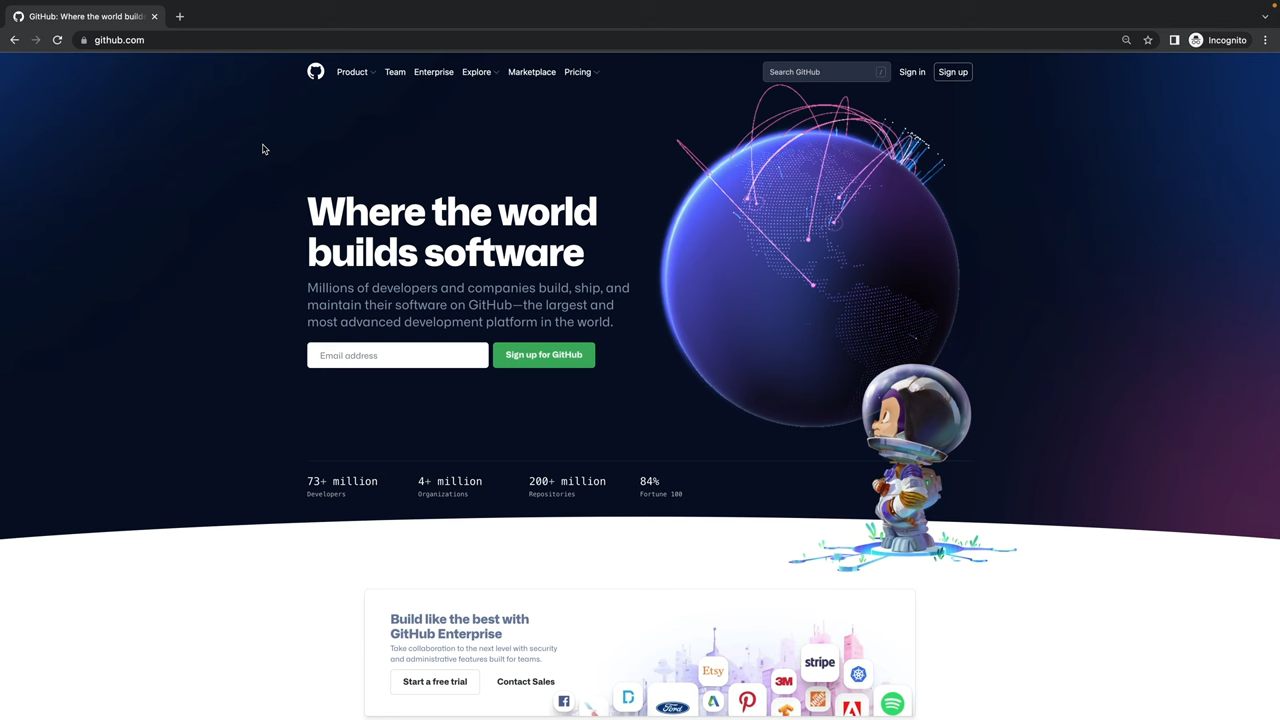 GitHub: Where the world build
github.com
Incognito
Product
Team
Enterprise
Explore
Marketplace
Pricing
Search GitHub
/
Sign in
Sign up
Where the world
builds software
Millions of developers and companies build, ship, and
maintain their software on GitHub—the largest and
most advanced development platform in the world.
Email address
Sign up for GitHub
73+ million
Developers
4+ million
Organizations
200+ million
Repositories
84%
Fortune 100
Build like the best with
GitHub Enterprise
Take collaboration to the next level with security
and administrative features built for teams.
Start a free trial
Contact Sales
Etsy
stripe
3M
Ford